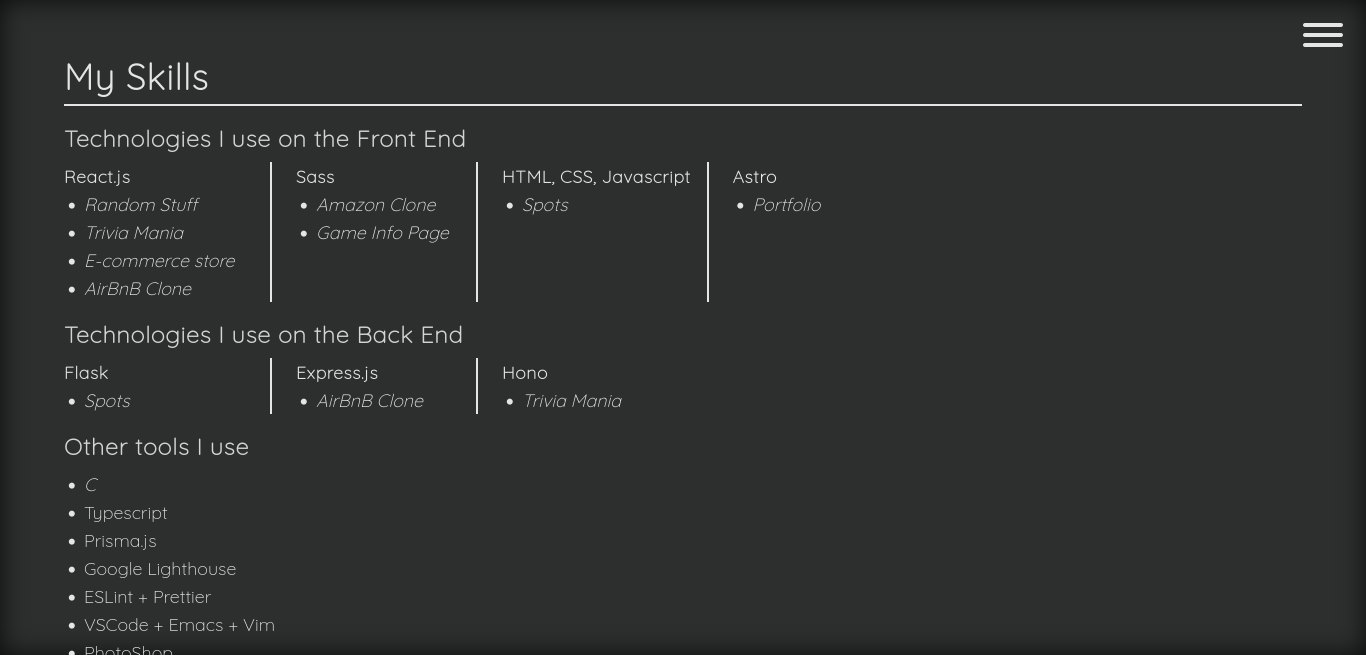 My Skills
Technologies I use on the Front End
React.js
Random Stuff
Trivia Mania
E-commerce store
AirBnB Clone
Sass
Amazon Clone
Game Info Page
HTML, CSS, Javascript
Spots
Astro
Portfolio
Technologies I use on the Back End
Flask
Spots
Express.js
AirBnB Clone
Hono
Trivia Mania
Other tools I use
C
Typescript
Prisma.js
Google Lighthouse
ESLint + Prettier
VSCode + Emacs + Vim
PhotoShop